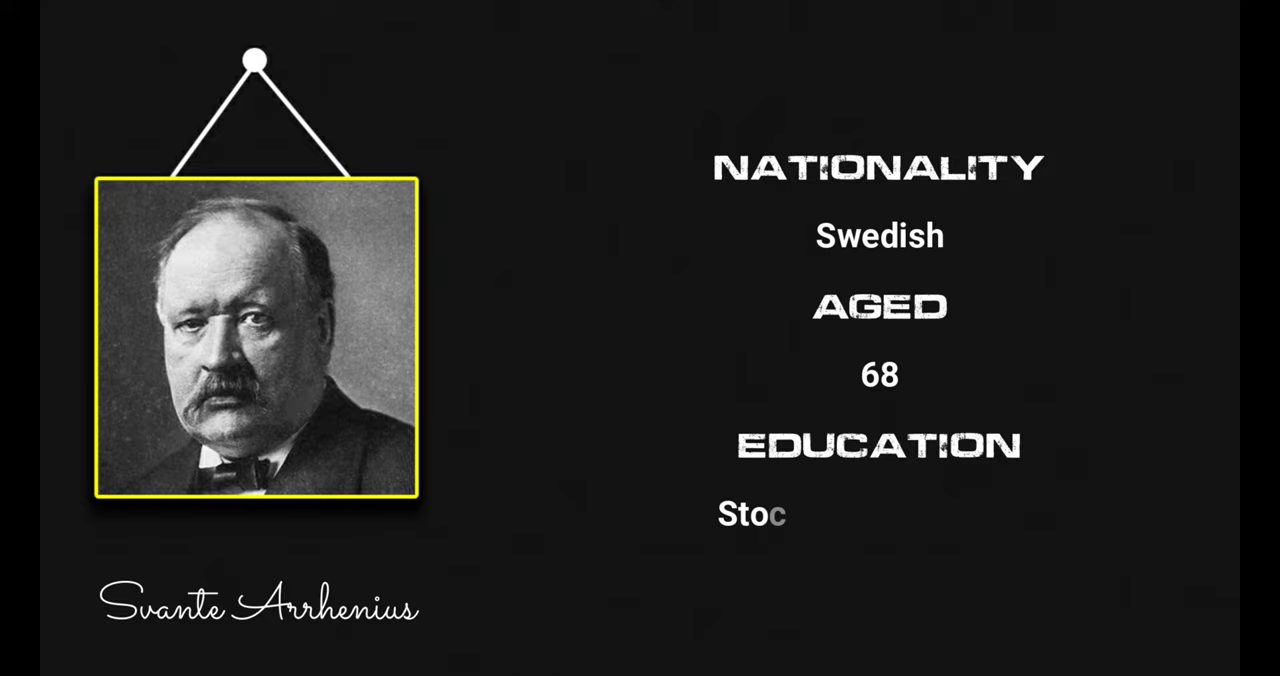 NATIONALITY
Swedish
AGED
68
EDUCATION
Stoc
Svante Arrhenius